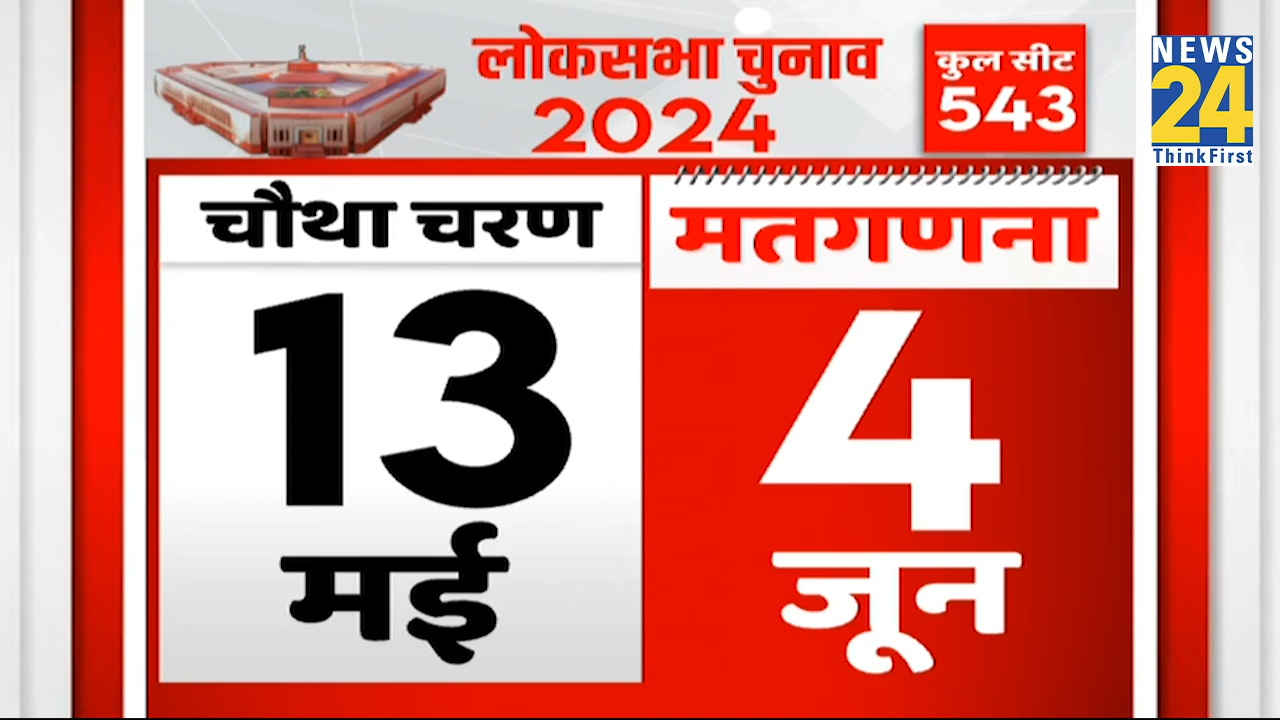 लोकसभा चुनाव
2024
कुल सीट
543
NEWS
24
ThinkFirst
चौथा चरण
13
मई
मतगणना
4
जून